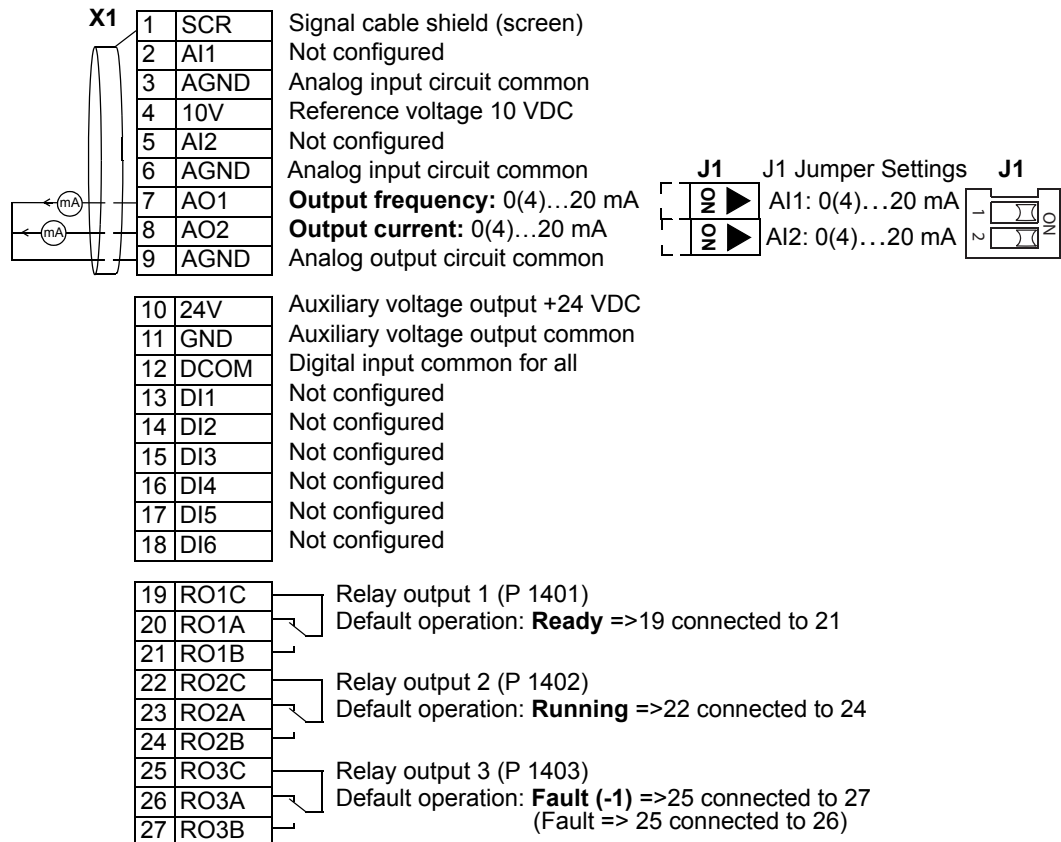 X1
1 SCR Signal cable shield (screen)
2 AI1 Not configured
3 AGND Analog input circuit common
4 10V Reference voltage 10 VDC
5 AI2 Not configured
6 AGND Analog input circuit common
mA 7 AO1 Output frequency: 0(4)…20 mA
mA 8 AO2 Output current: 0(4)…20 mA
9 AGND Analog output circuit common
J1 J1 Jumper Settings J1
ON AI1: 0(4)…20 mA 1 ON
ON AI2: 0(4)…20 mA 2
10 24V Auxiliary voltage output +24 VDC
11 GND Auxiliary voltage output common
12 DCOM Digital input common for all
13 DI1 Not configured
14 DI2 Not configured
15 DI3 Not configured
16 DI4 Not configured
17 DI5 Not configured
18 DI6 Not configured
19 RO1C Relay output 1 (P 1401)
20 RO1A Default operation: Ready =>19 connected to 21
21 RO1B
22 RO2C Relay output 2 (P 1402)
23 RO2A Default operation: Running =>22 connected to 24
24 RO2B
25 RO3C Relay output 3 (P 1403)
26 RO3A Default operation: Fault (-1) =>25 connected to 27
27 RO3B (Fault => 25 connected to 26)